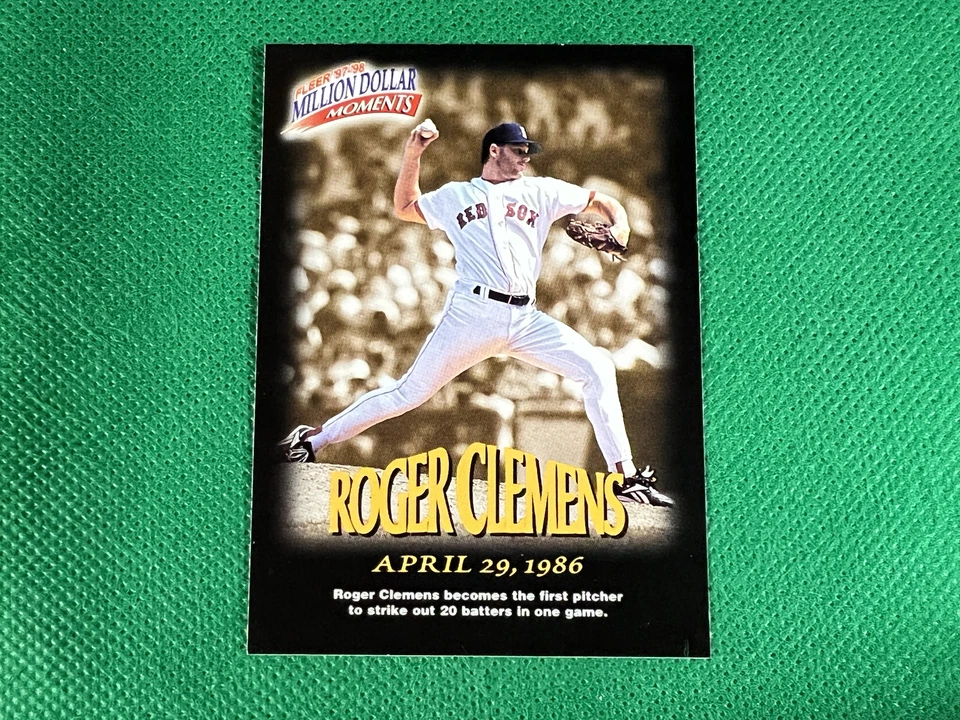 FLEER '97-'98
MILLION DOLLAR
MOMENTS
RED SOX
ROGER CLEMENS
APRIL 29, 1986
Roger Clemens becomes the first pitcher
to strike out 20 batters in one game.